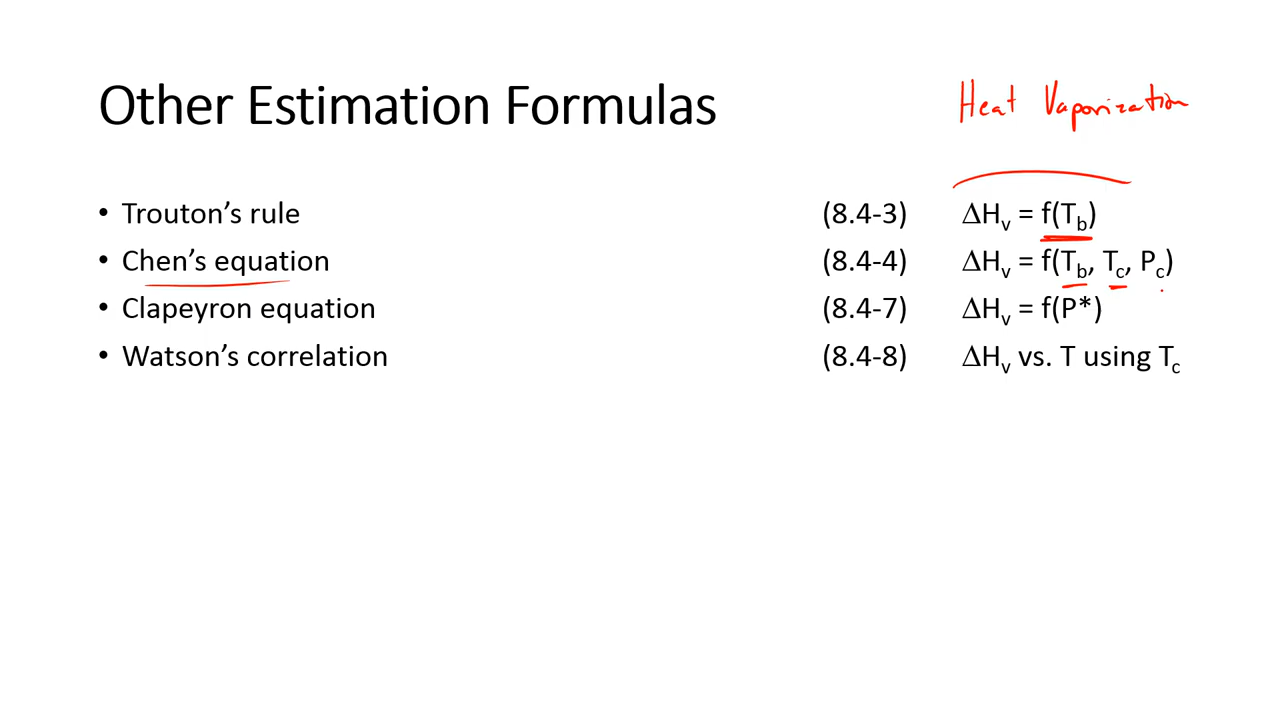 Other Estimation Formulas
Heat Vaporization
• Trouton’s rule (8.4-3) ΔHv = f(Tb)
• Chen’s equation (8.4-4) ΔHv = f(Tb, Tc, Pc)
• Clapeyron equation (8.4-7) ΔHv = f(P*)
• Watson’s correlation (8.4-8) ΔHv vs. T using Tc